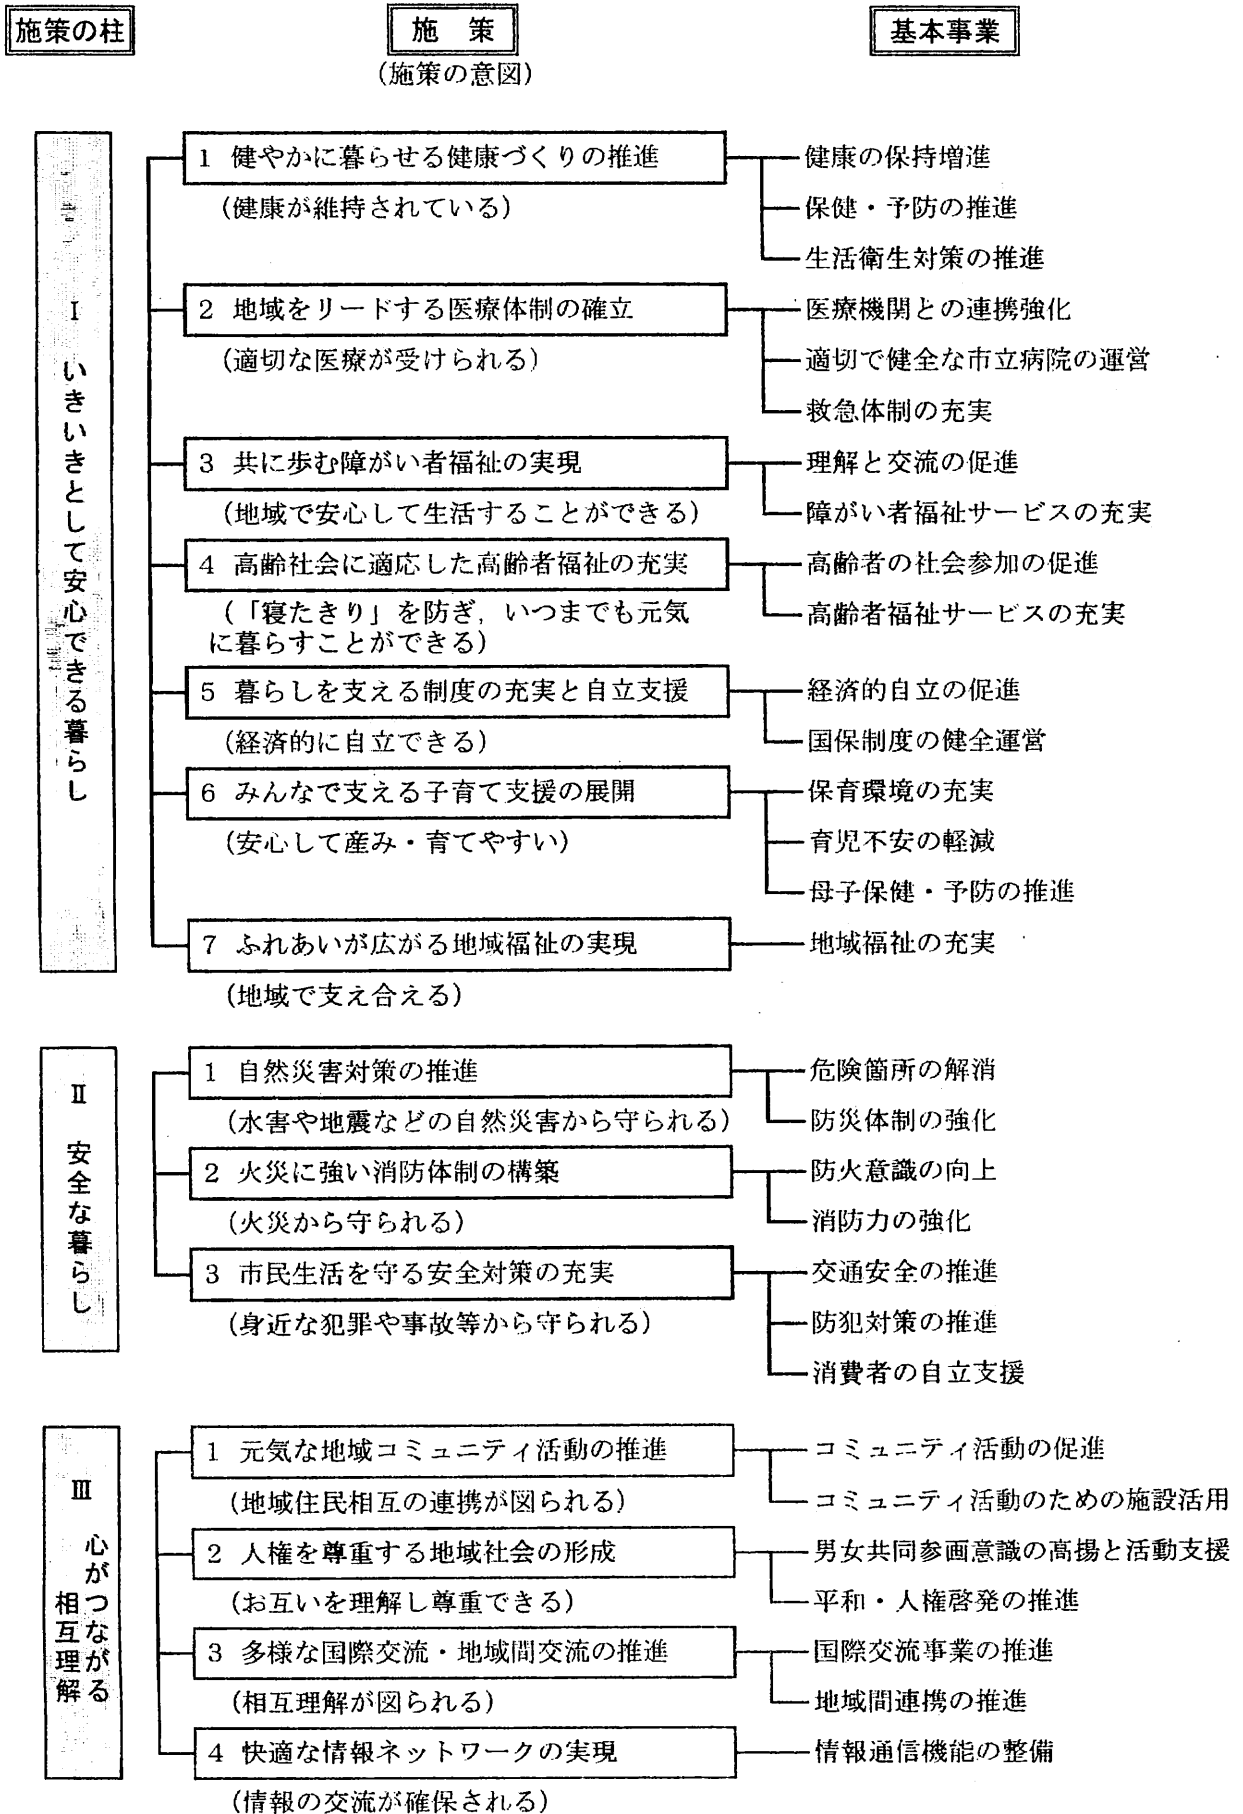 施策の柱
施　策
基本事業
(施策の意図)
Ⅰ　いきいきとして安心できる暮らし
1 健やかに暮らせる健康づくりの推進
(健康が維持されている)
健康の保持増進
保健・予防の推進
生活衛生対策の推進
2 地域をリードする医療体制の確立
(適切な医療が受けられる)
医療機関との連携強化
適切で健全な市立病院の運営
救急体制の充実
3 共に歩む障がい者福祉の実現
(地域で安心して生活することができる)
理解と交流の促進
障がい者福祉サービスの充実
4 高齢社会に適応した高齢者福祉の充実
(「寝たきり」を防ぎ，いつまでも元気
に暮らすことができる)
高齢者の社会参加の促進
高齢者福祉サービスの充実
5 暮らしを支える制度の充実と自立支援
(経済的に自立できる)
経済的自立の促進
国保制度の健全運営
6 みんなで支える子育て支援の展開
(安心して産み・育てやすい)
保育環境の充実
育児不安の軽減
母子保健・予防の推進
7 ふれあいが広がる地域福祉の実現
(地域で支え合える)
地域福祉の充実
Ⅱ　安全な暮らし
1 自然災害対策の推進
(水害や地震などの自然災害から守られる)
危険箇所の解消
防災体制の強化
2 火災に強い消防体制の構築
(火災から守られる)
防火意識の向上
消防力の強化
3 市民生活を守る安全対策の充実
(身近な犯罪や事故等から守られる)
交通安全の推進
防犯対策の推進
消費者の自立支援
Ⅲ　心がつながる
相互理解
1 元気な地域コミュニティ活動の推進
(地域住民相互の連携が図られる)
コミュニティ活動の促進
コミュニティ活動のための施設活用
2 人権を尊重する地域社会の形成
(お互いを理解し尊重できる)
男女共同参画意識の高揚と活動支援
平和・人権啓発の推進
3 多様な国際交流・地域間交流の推進
(相互理解が図られる)
国際交流事業の推進
地域間連携の推進
4 快適な情報ネットワークの実現
(情報の交流が確保される)
情報通信機能の整備